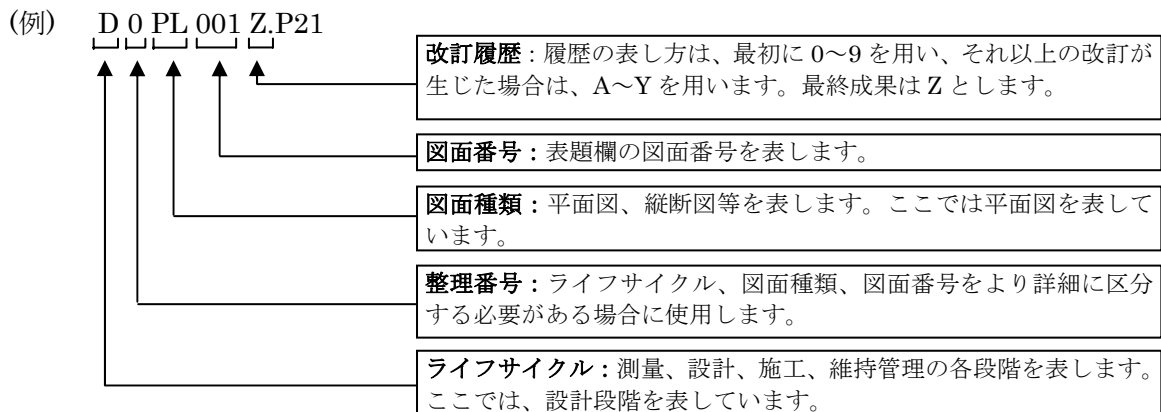 (例) D 0 PL 001 Z.P21
改訂履歴：履歴の表し方は、最初に 0～9 を用い、それ以上の改訂が
生じた場合は、A～Y を用います。最終成果は Z とします。
図面番号：表題欄の図面番号を表します。
図面種類：平面図、縦断図等を表します。ここでは平面図を表して
います。
整理番号：ライフサイクル、図面種類、図面番号をより詳細に区分
する必要がある場合に使用します。
ライフサイクル：測量、設計、施工、維持管理の各段階を表します。
ここでは、設計段階を表しています。